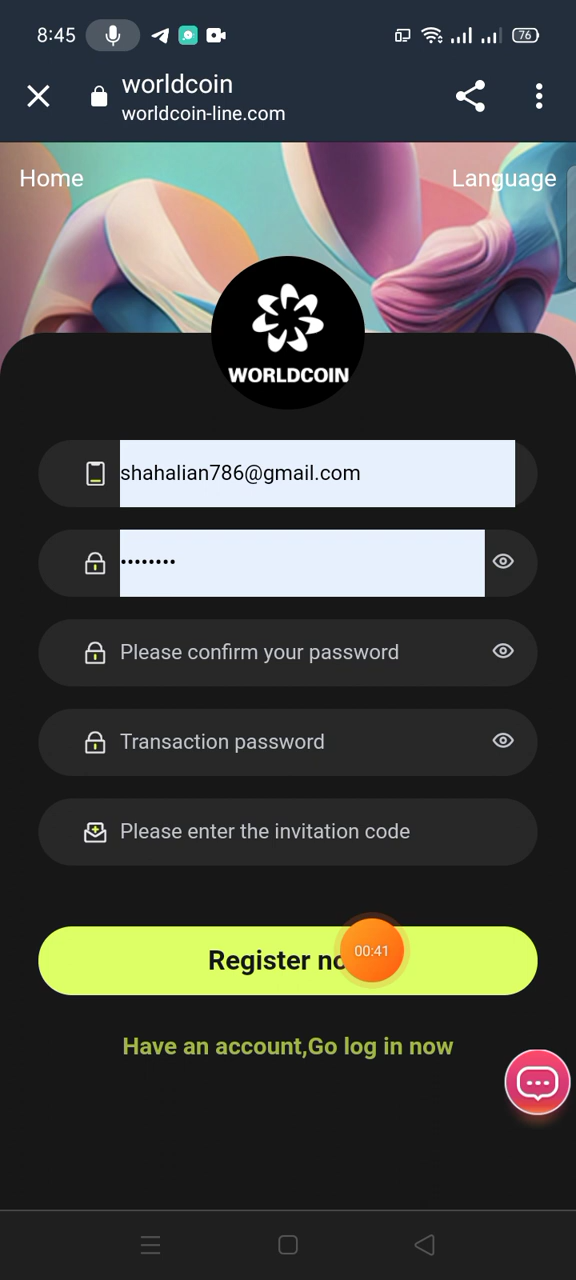 8:45
76
worldcoin
worldcoin-line.com
Home
Language
WORLDCOIN
shahalian786@gmail.com
••••••••
Please confirm your password
Transaction password
Please enter the invitation code
Register no
00:41
Have an account,Go log in now